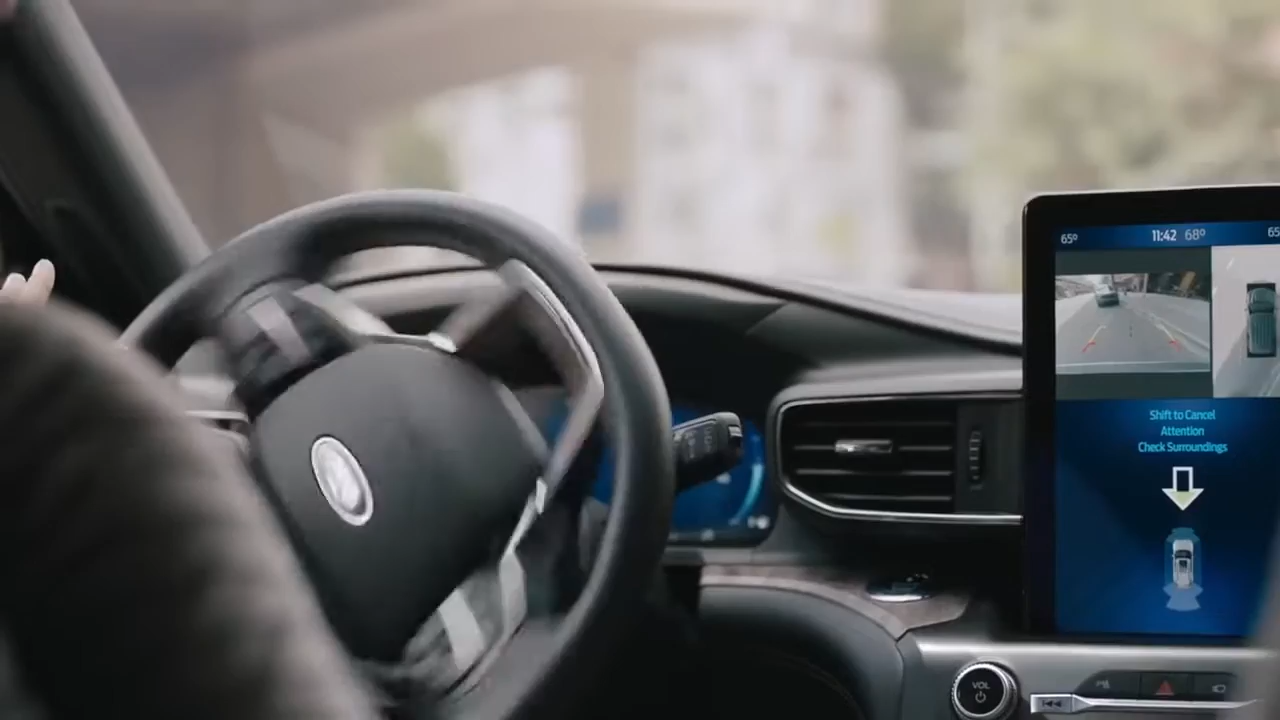 65° 11:42 68° 65
Shift to Cancel
Attention
Check Surroundings
VOL